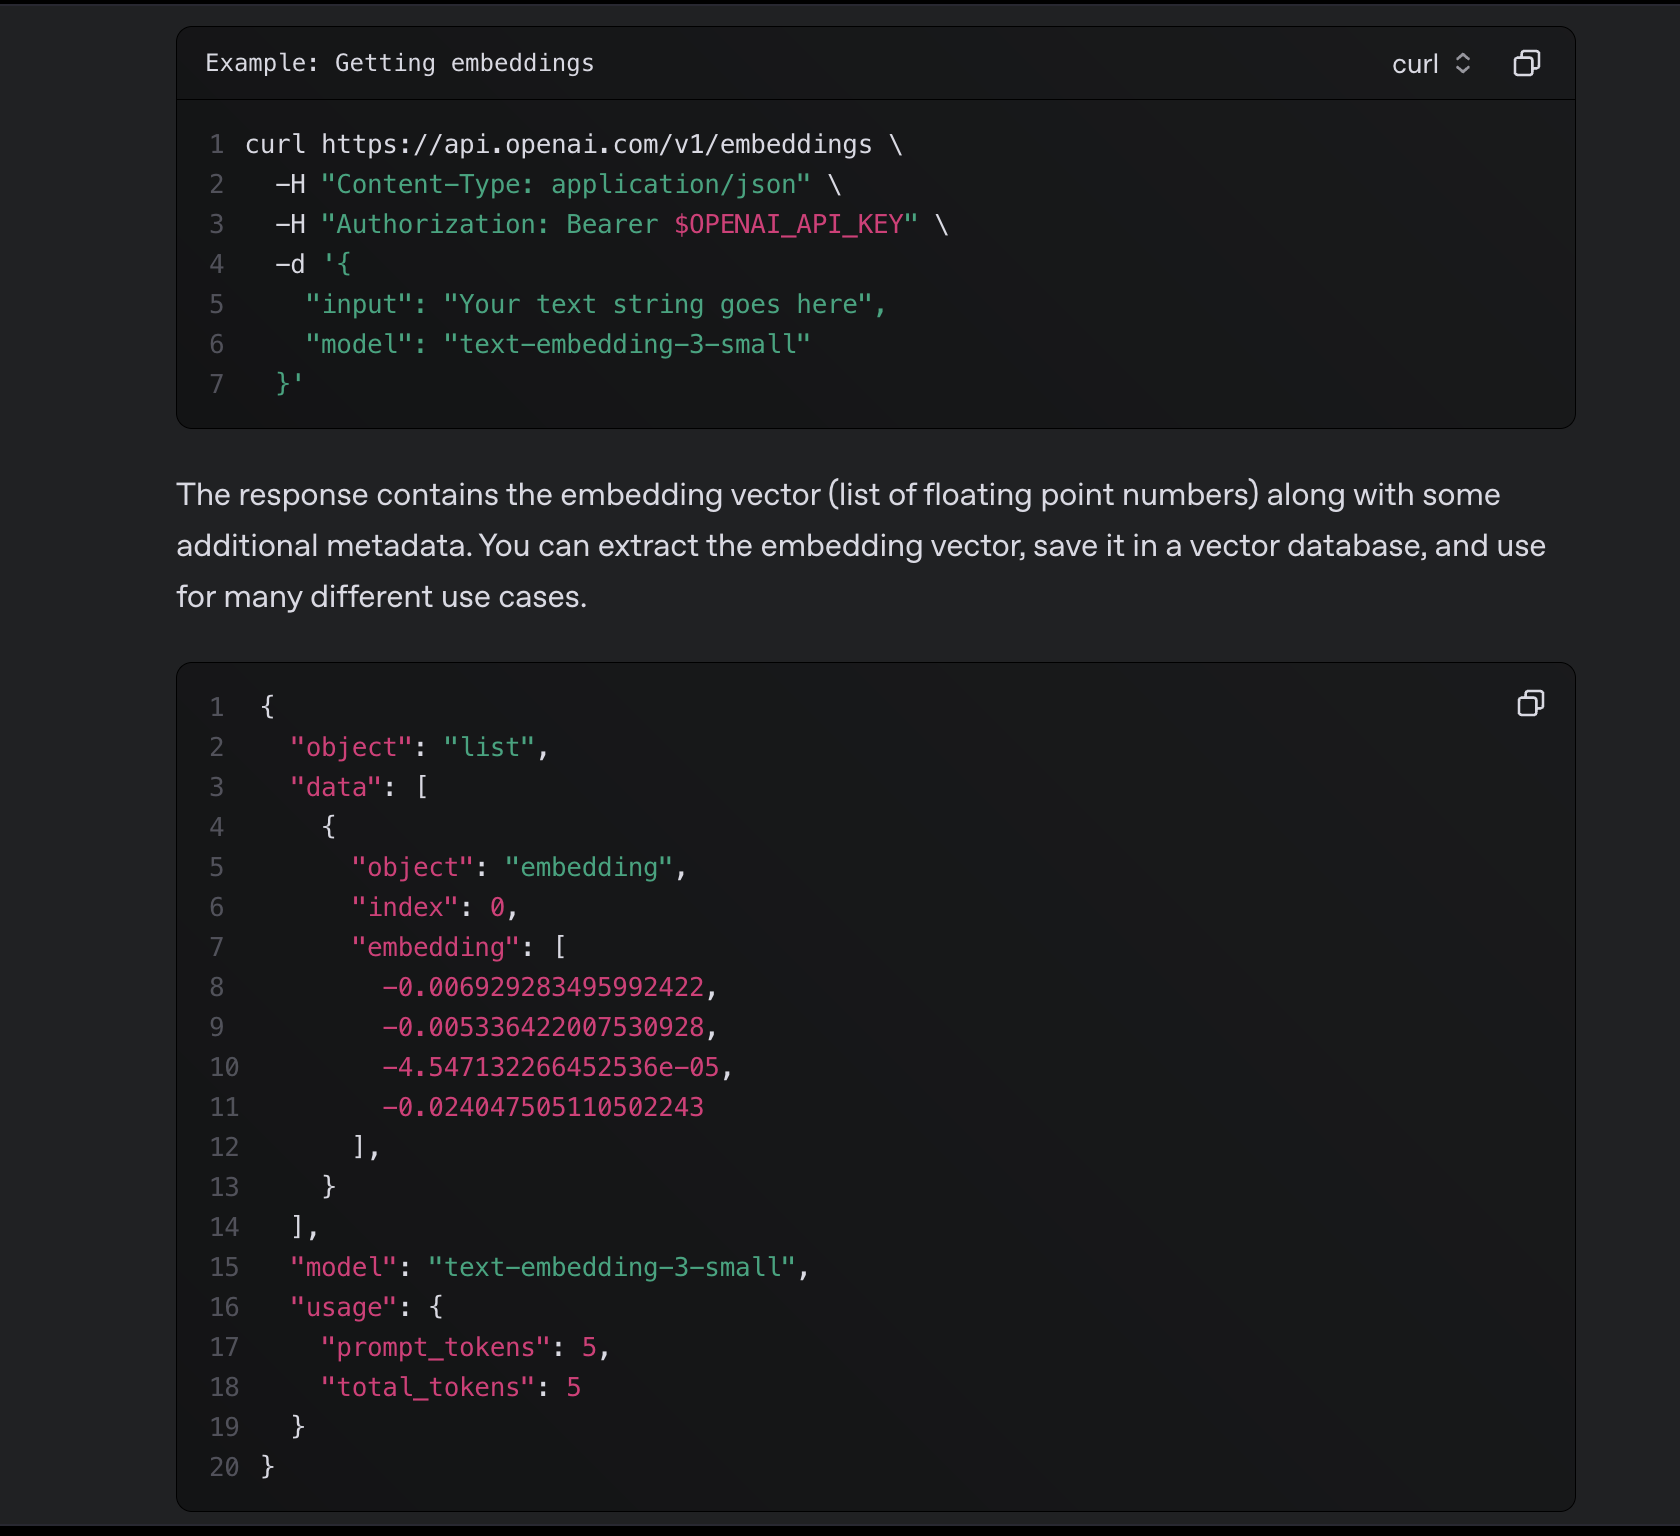 Example: Getting embeddings
curl
1 curl https://api.openai.com/v1/embeddings \
2   -H "Content-Type: application/json" \
3   -H "Authorization: Bearer $OPENAI_API_KEY" \
4   -d '{
5     "input": "Your text string goes here",
6     "model": "text-embedding-3-small"
7   }'
The response contains the embedding vector (list of floating point numbers) along with some
additional metadata. You can extract the embedding vector, save it in a vector database, and use
for many different use cases.
1 {
2   "object": "list",
3   "data": [
4     {
5       "object": "embedding",
6       "index": 0,
7       "embedding": [
8         -0.006929283495992422,
9         -0.005336422007530928,
10         -4.547132266452536e-05,
11         -0.024047505110502243
12       ],
13     }
14   ],
15   "model": "text-embedding-3-small",
16   "usage": {
17     "prompt_tokens": 5,
18     "total_tokens": 5
19   }
20 }